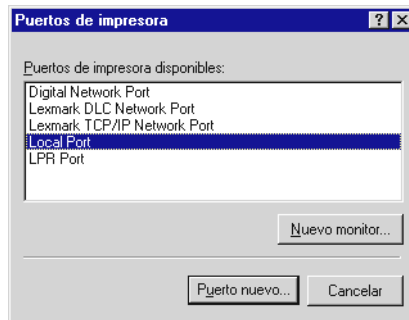 Puertos de impresora
Puertos de impresora disponibles:
Digital Network Port
Lexmark DLC Network Port
Lexmark TCP/IP Network Port
Local Port
LPR Port
Nuevo monitor...
Puerto nuevo...
Cancelar